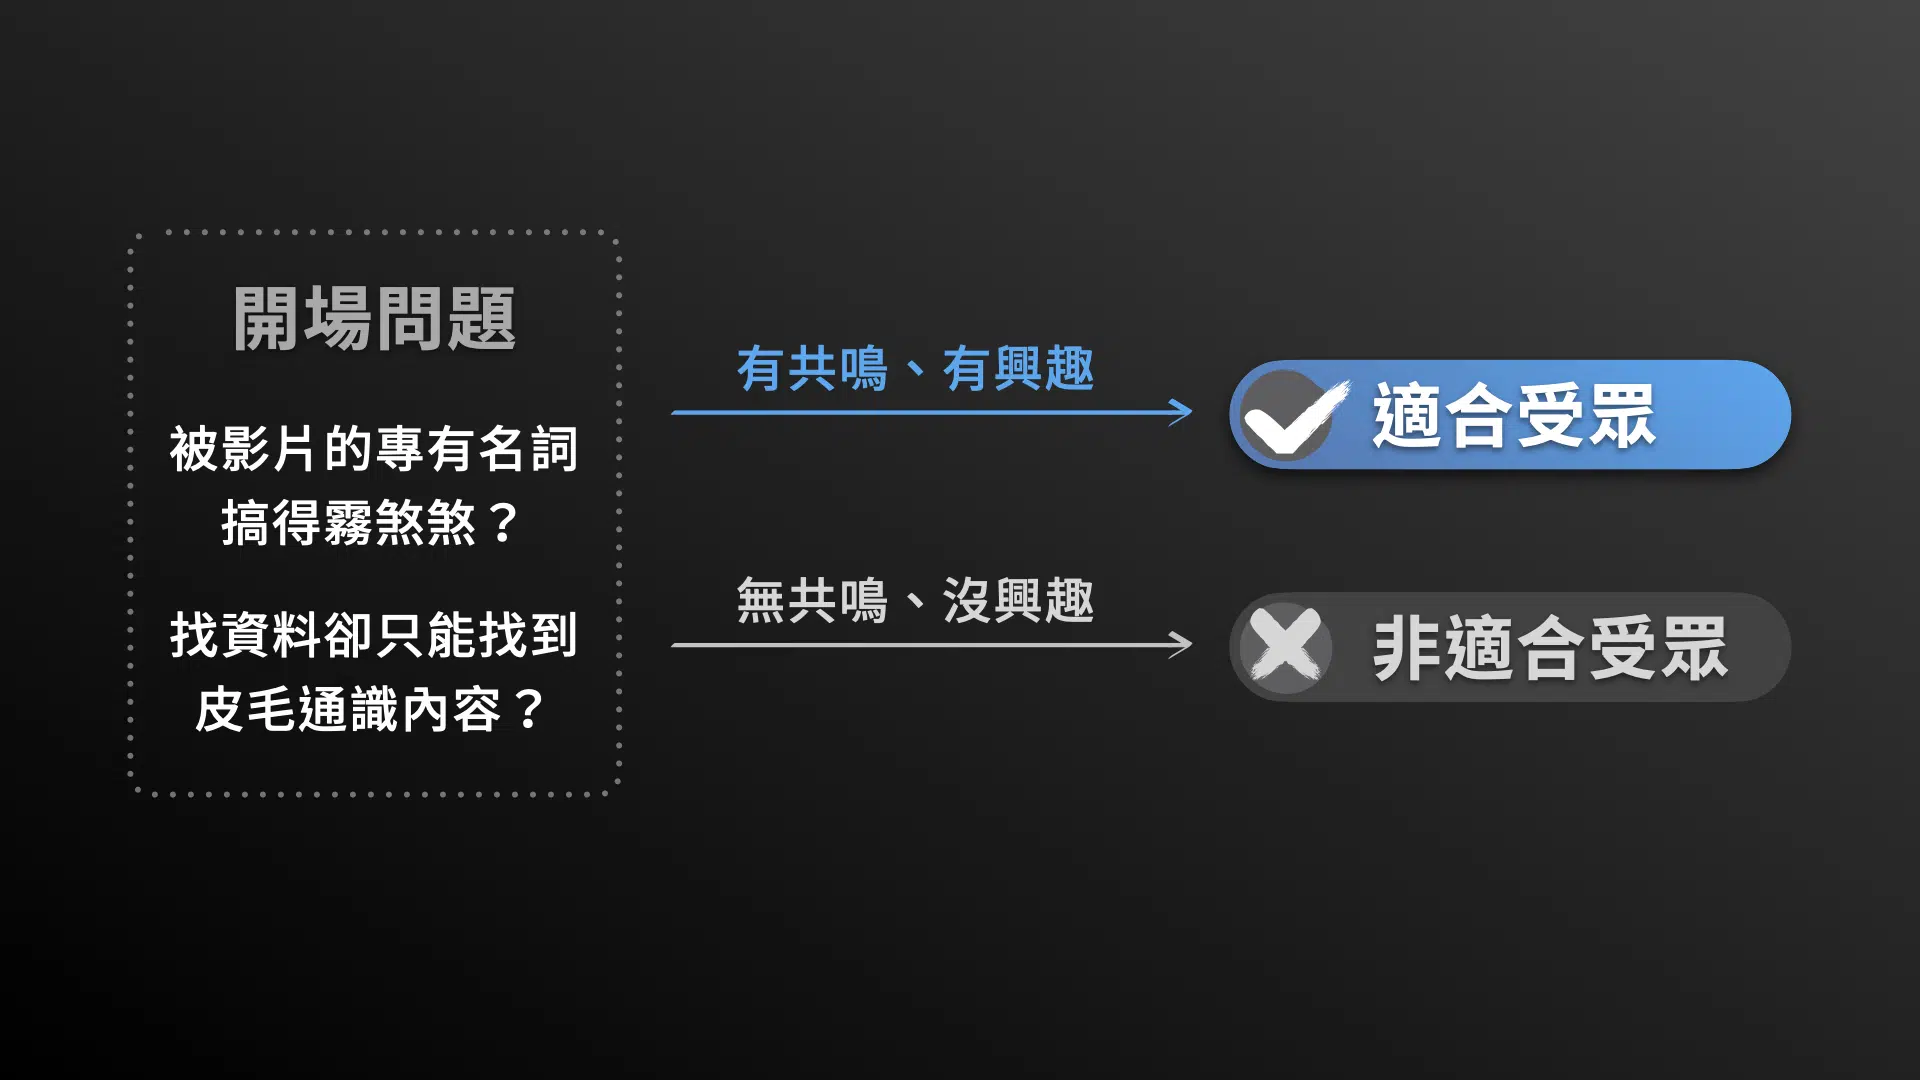 開場問題
被影片的專有名詞
搞得霧煞煞？
找資料卻只能找到
皮毛通識內容？
有共鳴、有興趣
適合受眾
無共鳴、沒興趣
非適合受眾